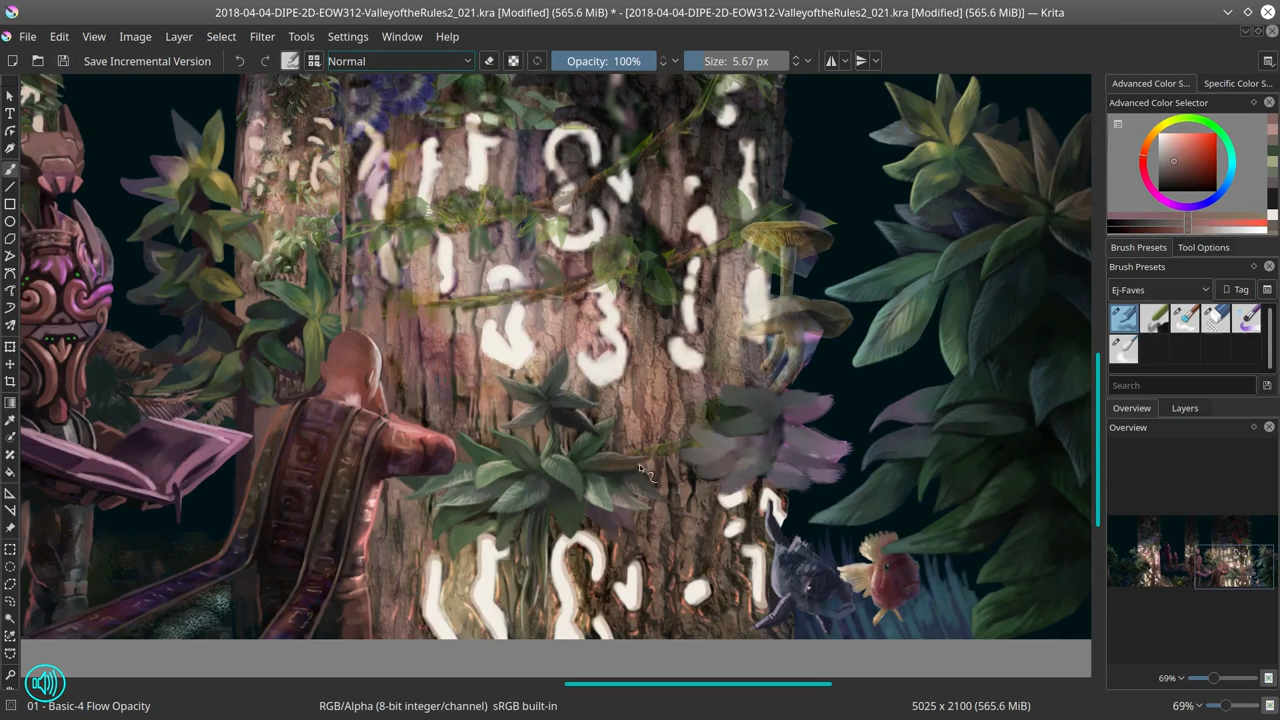 2018-04-04-DIPE-2D-EOW312-ValleyoftheRules2_021.kra [Modified] (565.6 MiB) * - [2018-04-04-DIPE-2D-EOW312-ValleyoftheRules2_021.kra [Modified] (565.6 MiB)] — Krita
File Edit View Image Layer Select Filter Tools Settings Window Help
Save Incremental Version Normal Opacity: 100% Size: 5.67 px
Advanced Color S... Specific Color S...
Advanced Color Selector
Brush Presets Tool Options
Brush Presets
Ej-Faves Tag
Search
Overview Layers
Overview
69%
01 - Basic-4 Flow Opacity RGB/Alpha (8-bit integer/channel) sRGB built-in 5025 x 2100 (565.6 MiB) 69%